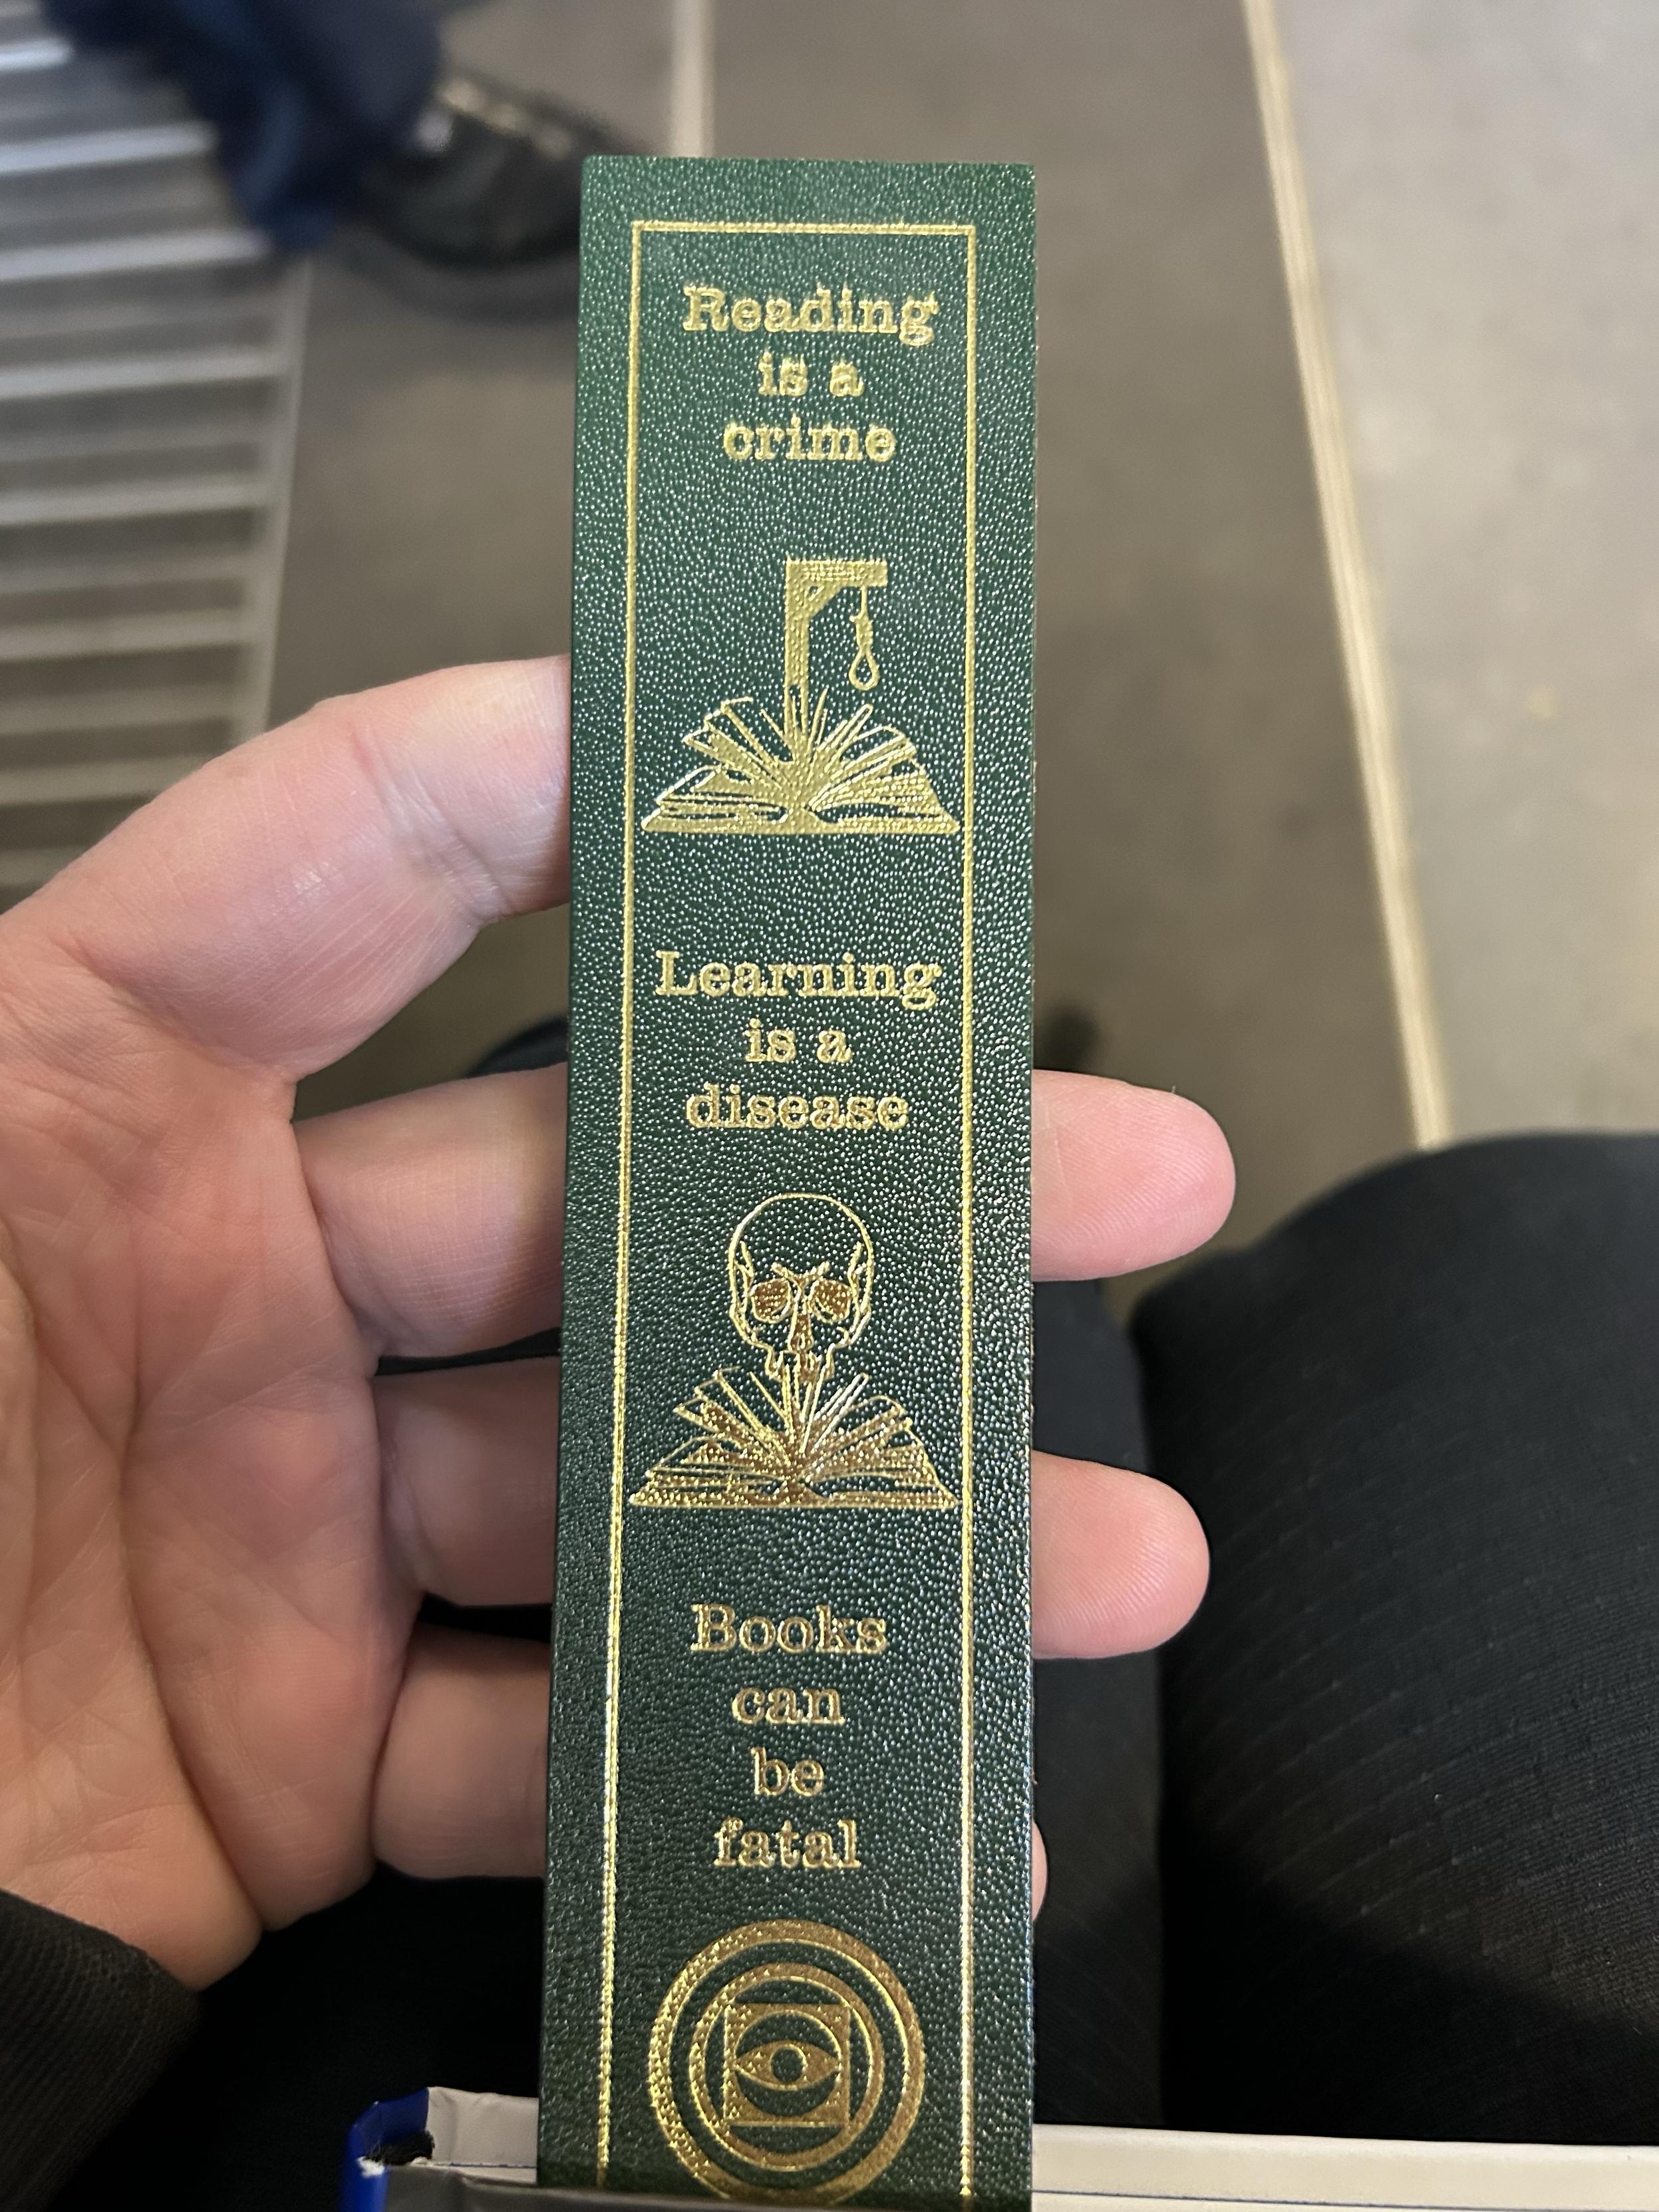 Reading
is a
crime
Learning
is a
disease
Books
can
be
fatal